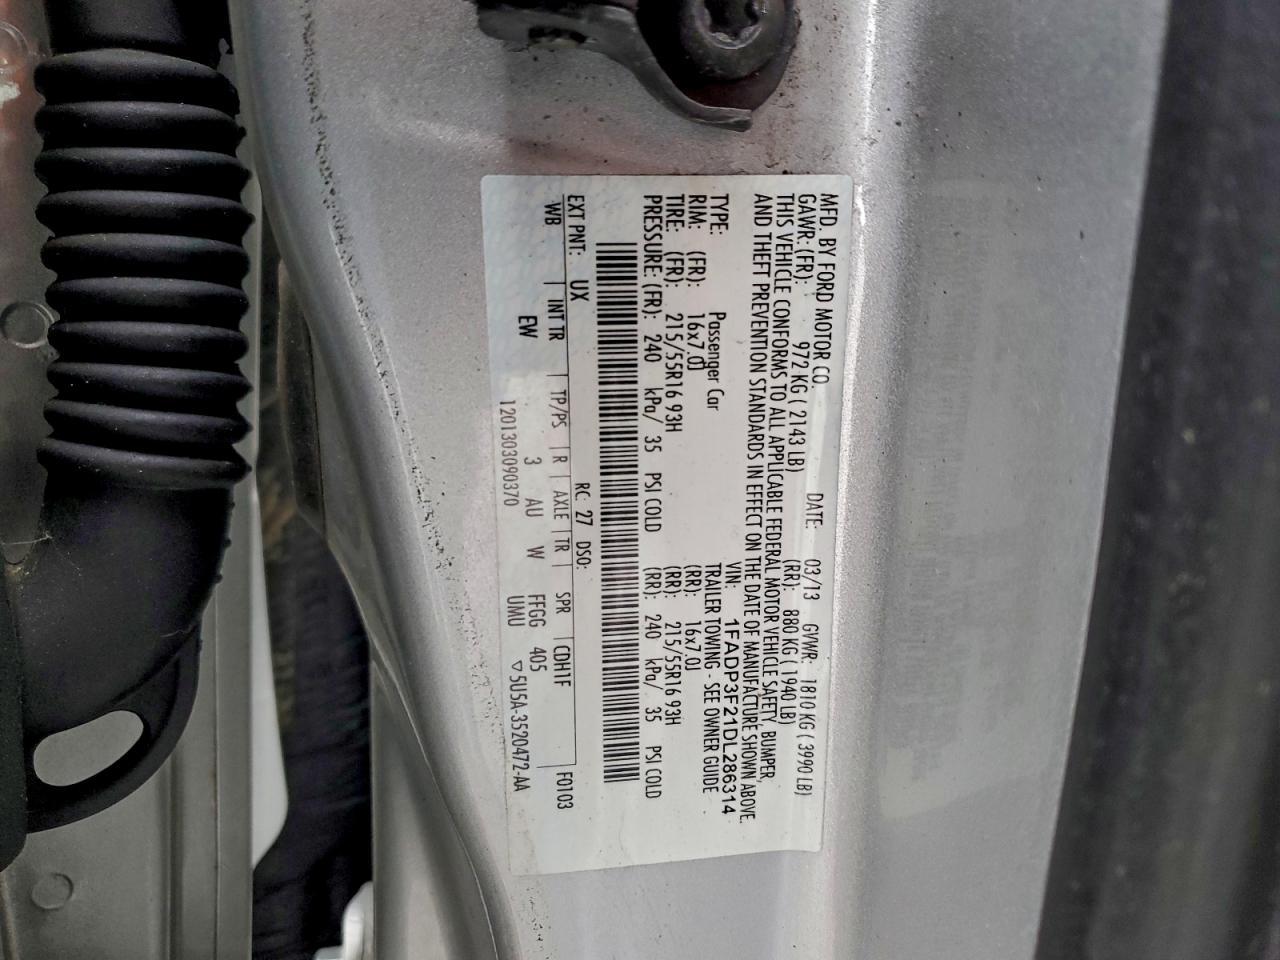 MFD. BY FORD MOTOR CO.
DATE: 03/13 GVWR: 1810 KG ( 3990 LB)
GAWR: (FR): 972 KG ( 2143 LB) (RR): 880 KG ( 1940 LB)
THIS VEHICLE CONFORMS TO ALL APPLICABLE FEDERAL MOTOR VEHICLE SAFETY, BUMPER,
AND THEFT PREVENTION STANDARDS IN EFFECT ON THE DATE OF MANUFACTURE SHOWN ABOVE.
VIN: 1FADP3F21DL286314
TYPE: Passenger Car TRAILER TOWING - SEE OWNER GUIDE
RIM: (FR): 16x7.0J (RR): 16x7.0J
TIRE: (FR): 215/55R16 93H (RR): 215/55R16 93H
PRESSURE: (FR): 240 kPa/ 35 PSI COLD (RR): 240 kPa/ 35 PSI COLD
EXT PNT: UX RC: 27 DSO:
WB INT TR TP/PS R AXLE TR SPR CDH1F F0103
EW 3 AU W FFGG 405
UMU
1201303090370 ▽5U5A-3520472-AA